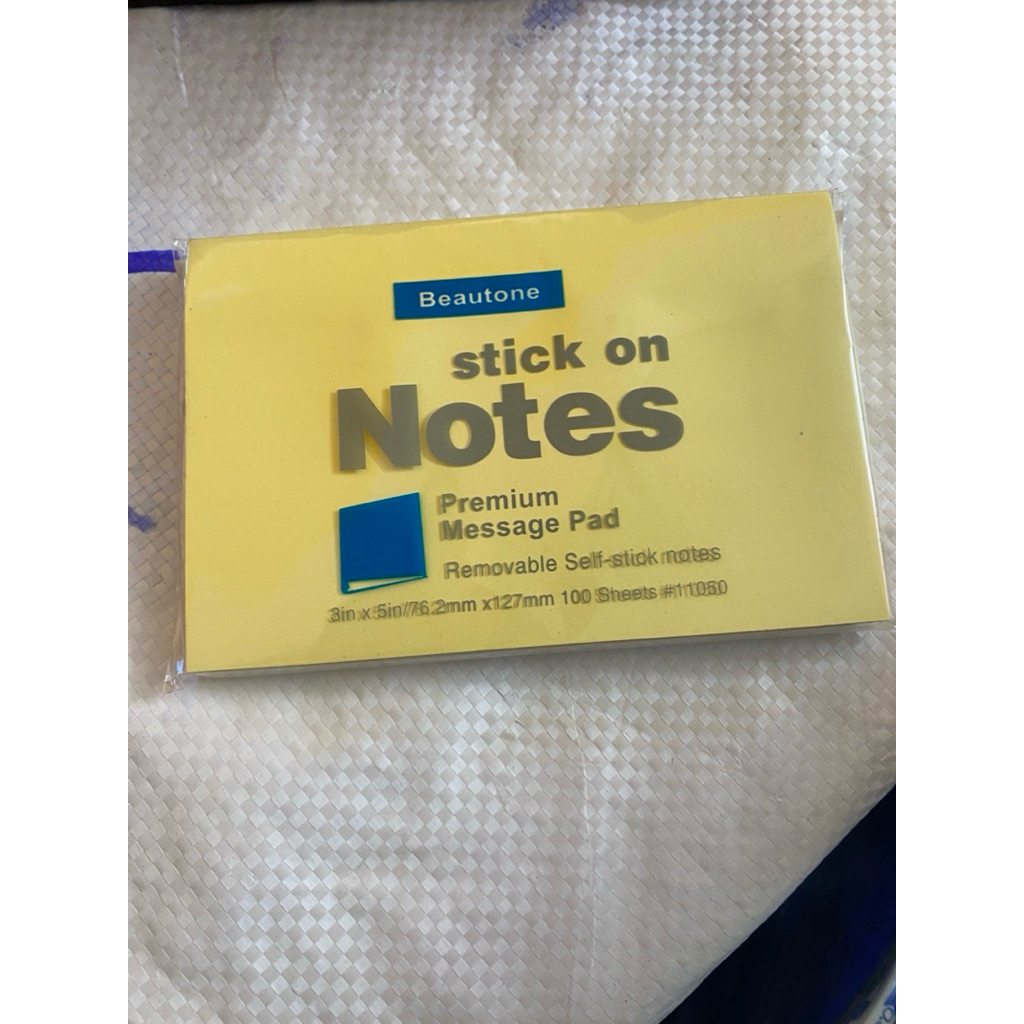 Beautone
stick on
Notes
Premium
Message Pad
Removable Self-stick notes
3in x 5in/76.2mm x127mm 100 Sheets #11050